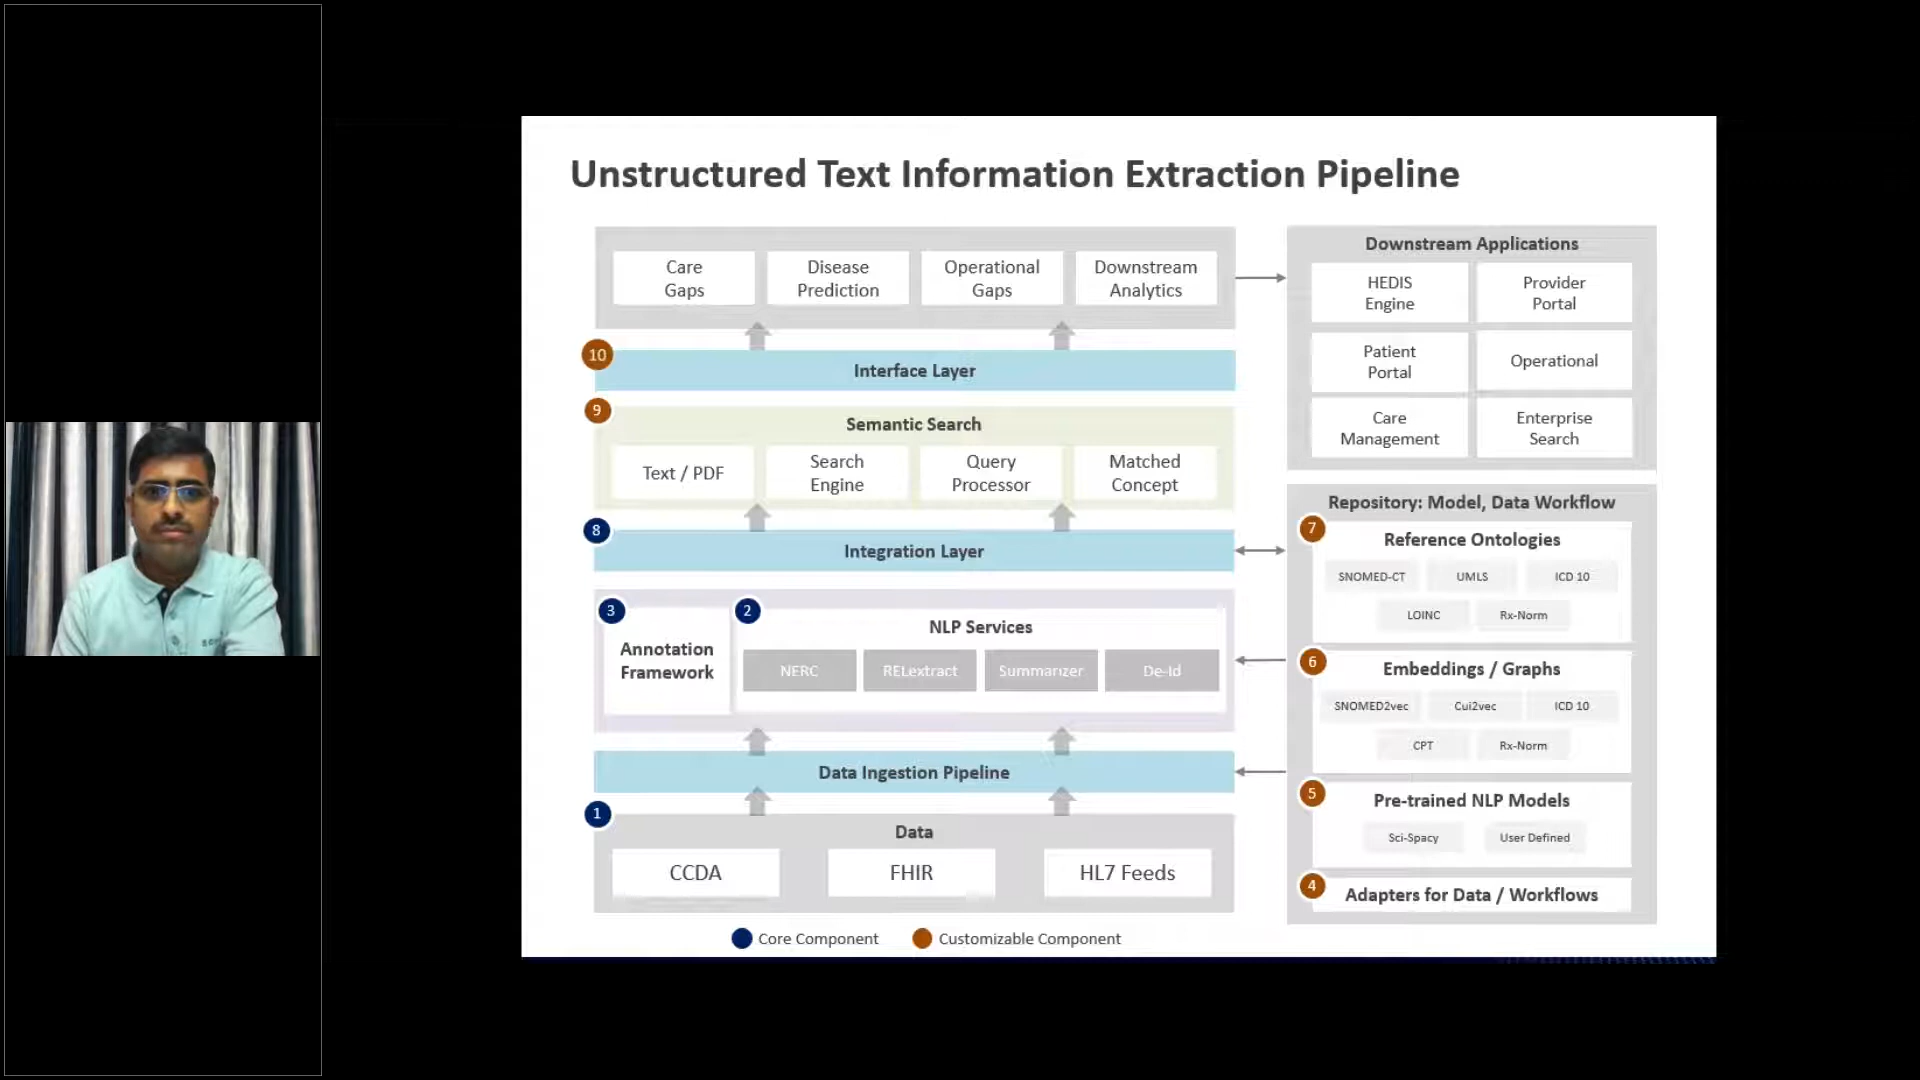 Unstructured Text Information Extraction Pipeline
Care
Gaps
Disease
Prediction
Operational
Gaps
Downstream
Analytics
10
Interface Layer
9
Semantic Search
Text / PDF
Search
Engine
Query
Processor
Matched
Concept
8
Integration Layer
3
Annotation
Framework
2
NLP Services
NERC
RELextract
Summarizer
De-Id
Data Ingestion Pipeline
1
Data
CCDA
FHIR
HL7 Feeds
Core Component
Customizable Component
Downstream Applications
HEDIS
Engine
Provider
Portal
Patient
Portal
Operational
Care
Management
Enterprise
Search
Repository: Model, Data Workflow
7
Reference Ontologies
SNOMED-CT
UMLS
ICD 10
LOINC
Rx-Norm
6
Embeddings / Graphs
SNOMED2vec
Cui2vec
ICD 10
CPT
Rx-Norm
5
Pre-trained NLP Models
Sci-Spacy
User Defined
4
Adapters for Data / Workflows